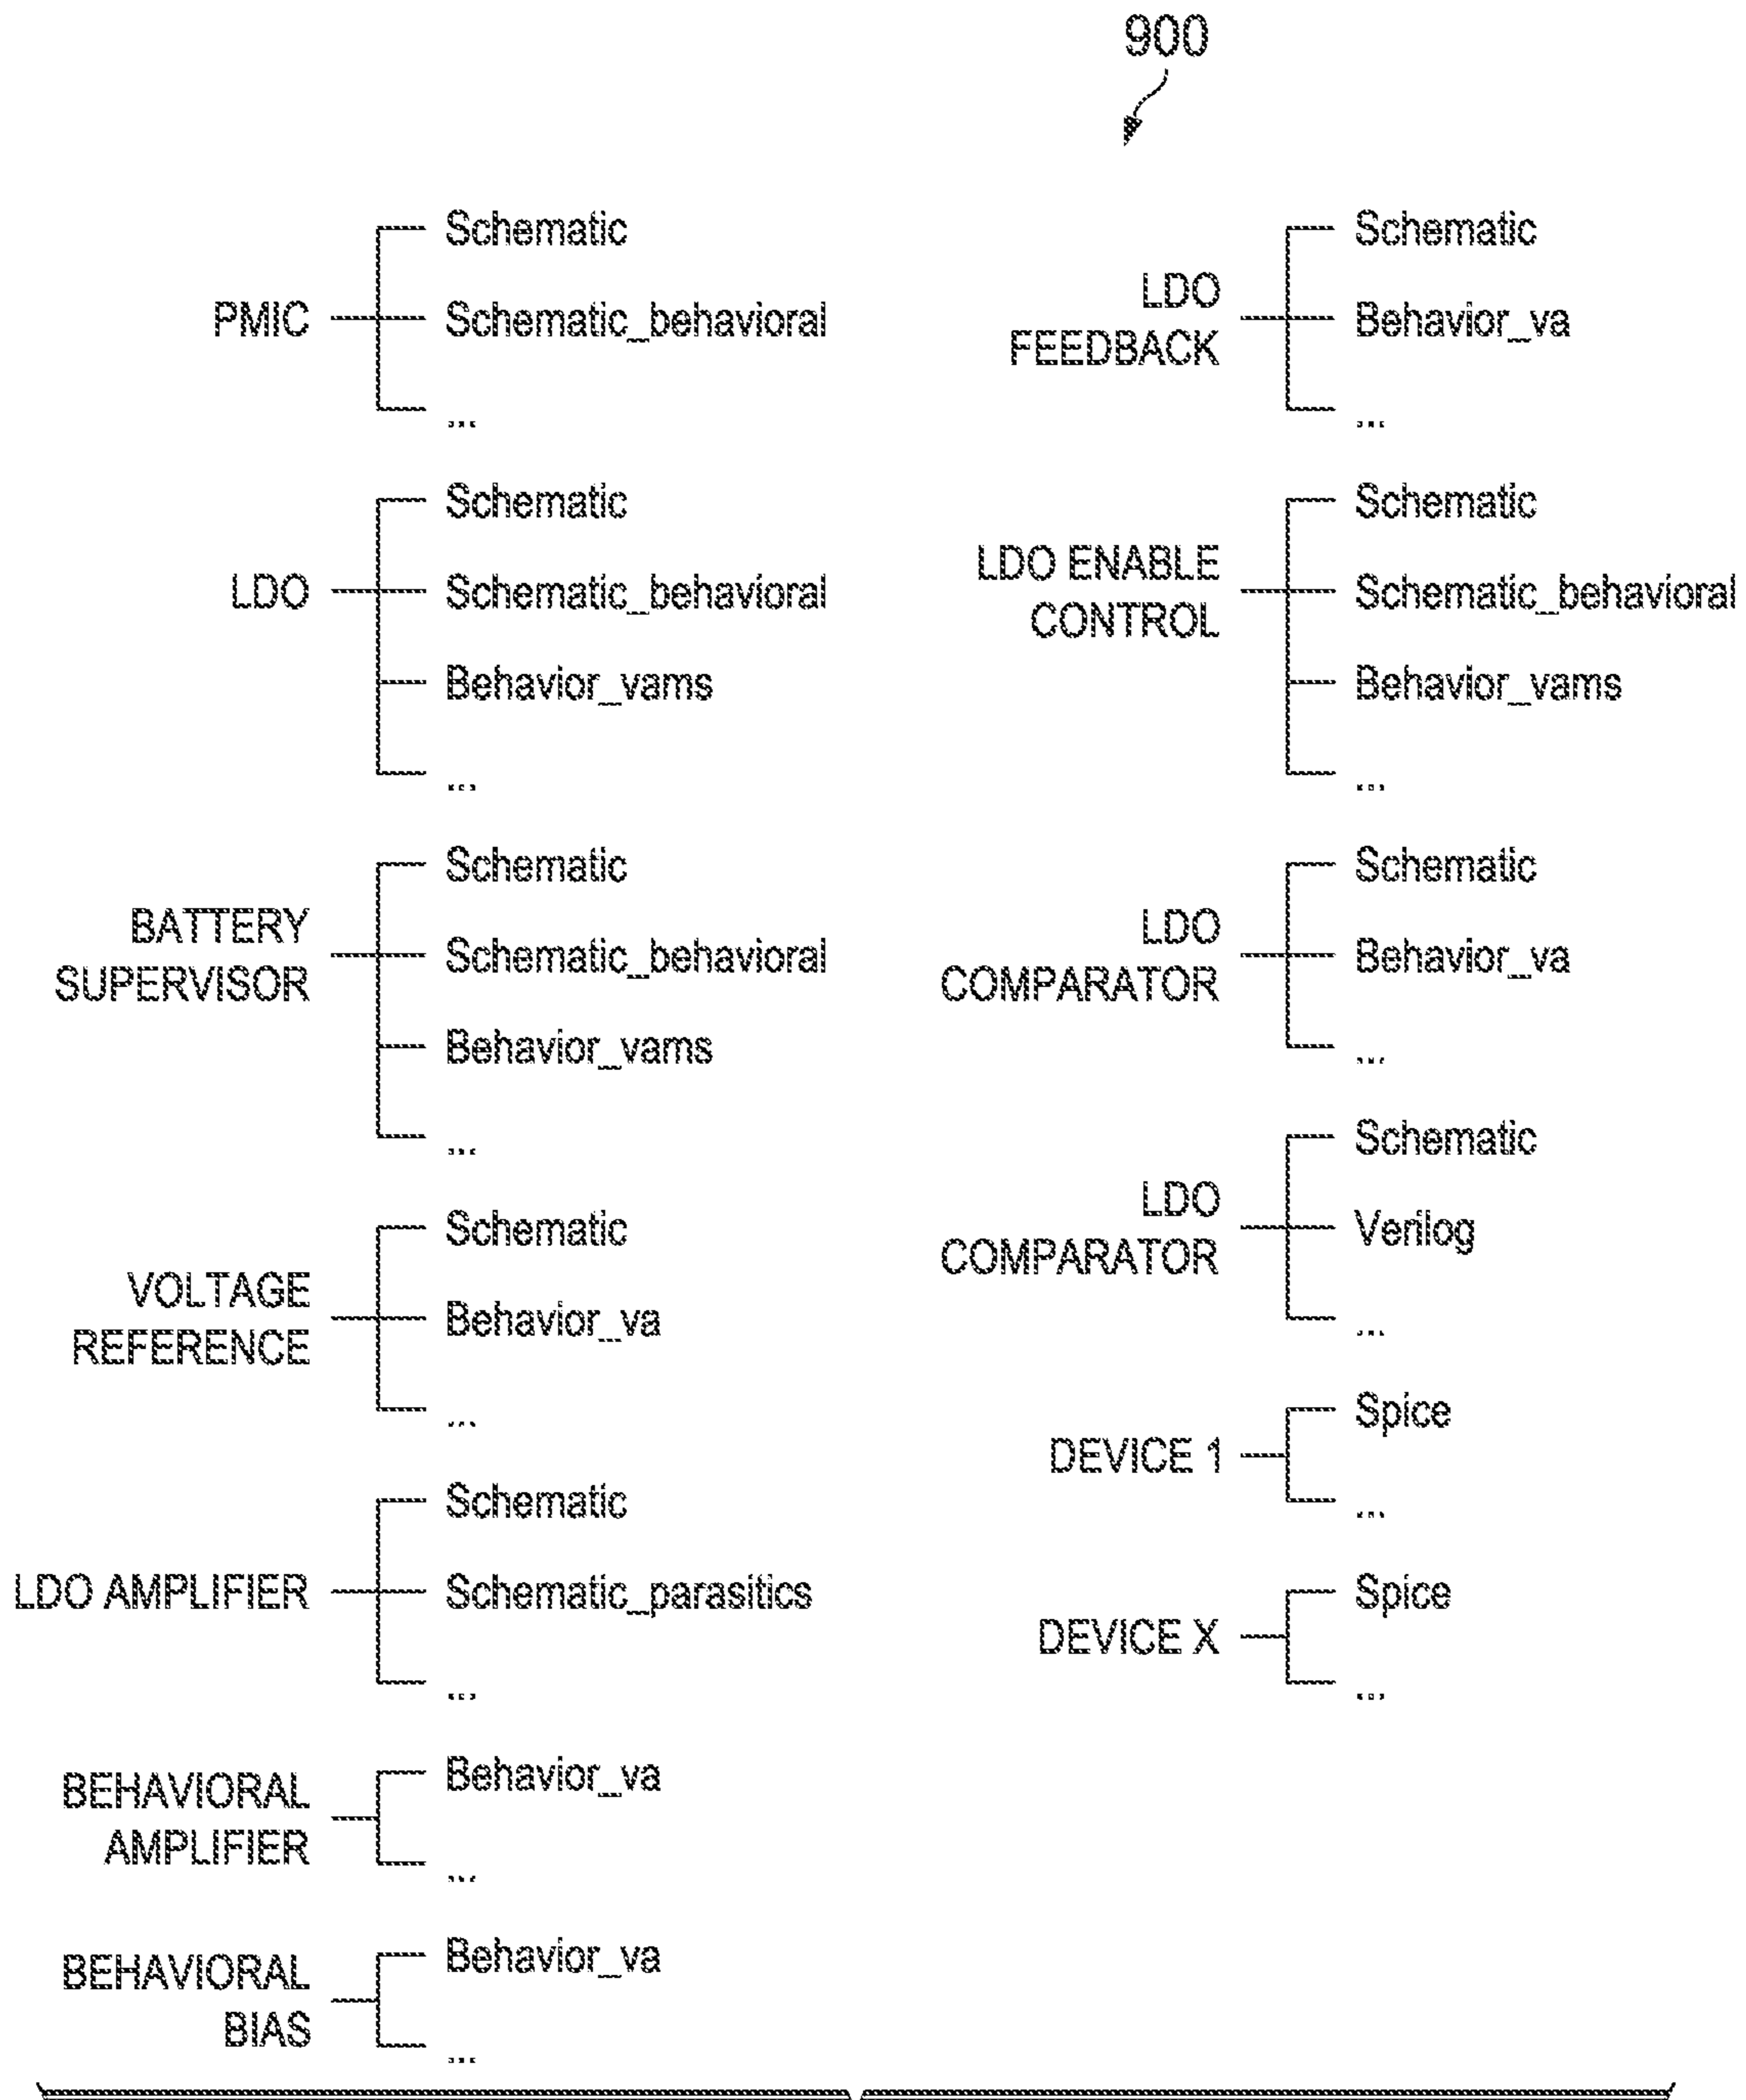 900
PMIC
Schematic
Schematic_behavioral
...
LDO
Schematic
Schematic_behavioral
Behavior_vams
...
BATTERY
SUPERVISOR
Schematic
Schematic_behavioral
Behavior_vams
...
VOLTAGE
REFERENCE
Schematic
Behavior_va
...
LDO AMPLIFIER
Schematic
Schematic_parasitics
...
BEHAVIORAL
AMPLIFIER
Behavior_va
...
BEHAVIORAL
BIAS
Behavior_va
...
LDO
FEEDBACK
Schematic
Behavior_va
...
LDO ENABLE
CONTROL
Schematic
Schematic_behavioral
Behavior_vams
...
LDO
COMPARATOR
Schematic
Behavior_va
...
LDO
COMPARATOR
Schematic
Verilog
...
DEVICE 1
Spice
...
DEVICE X
Spice
...